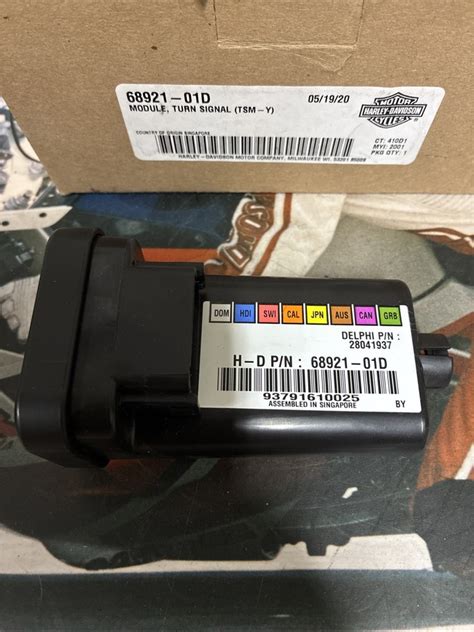 68921-01D 05/19/20
MODULE, TURN SIGNAL (TSM-Y)
MOTOR
HARLEY-DAVIDSON
CYCLES
COUNTRY OF ORIGIN SINGAPORE
CT: 410D1
MYI: 2001
PKG QTY: 1
HARLEY-DAVIDSON MOTOR COMPANY, MILWAUKEE WI, 53201
DOM HDI SWI CAL JPN AUS CAN GRB
DELPHI P/N :
28041937
H-D P/N : 68921-01D
93791610025
ASSEMBLED IN SINGAPORE BY